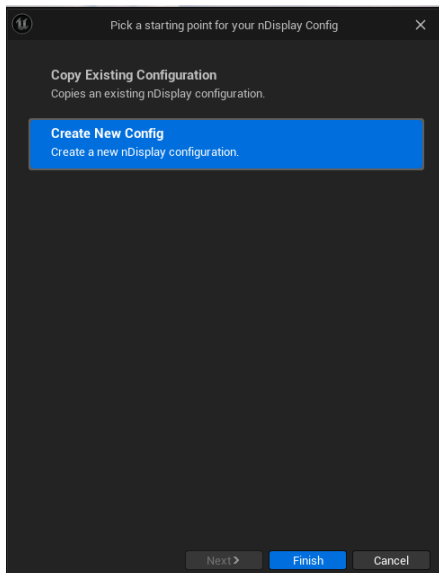 Pick a starting point for your nDisplay Config
Copy Existing Configuration
Copies an existing nDisplay configuration.
Create New Config
Create a new nDisplay configuration.
Next
Finish
Cancel